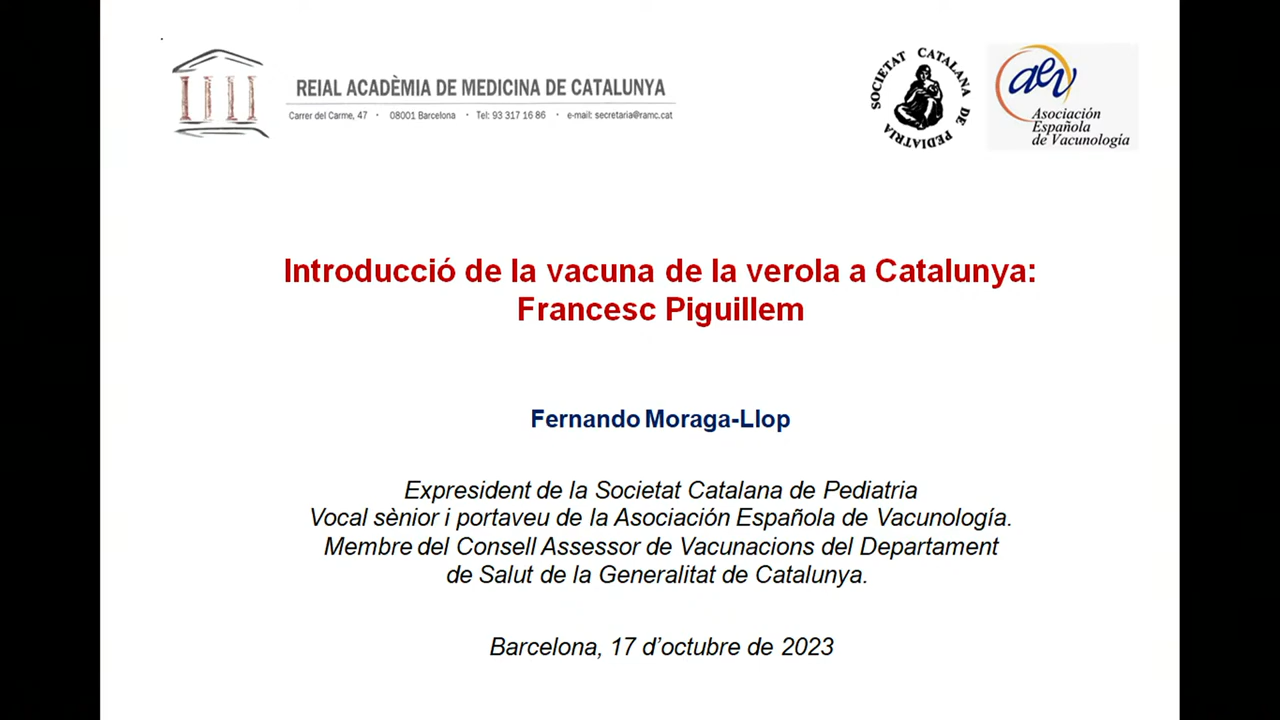 REIAL ACADÈMIA DE MEDICINA DE CATALUNYA
Carrer del Carme, 47 · 08001 Barcelona · Tel: 93 317 16 86 · e-mail: secretaria@ramc.cat
SOCIETAT CATALANA DE PEDIATRIA
aev
Asociación
Española
de Vacunología
Introducció de la vacuna de la verola a Catalunya:
Francesc Piguillem
Fernando Moraga-Llop
Expresident de la Societat Catalana de Pediatria
Vocal sènior i portaveu de la Asociación Española de Vacunología.
Membre del Consell Assessor de Vacunacions del Departament
de Salut de la Generalitat de Catalunya.
Barcelona, 17 d’octubre de 2023